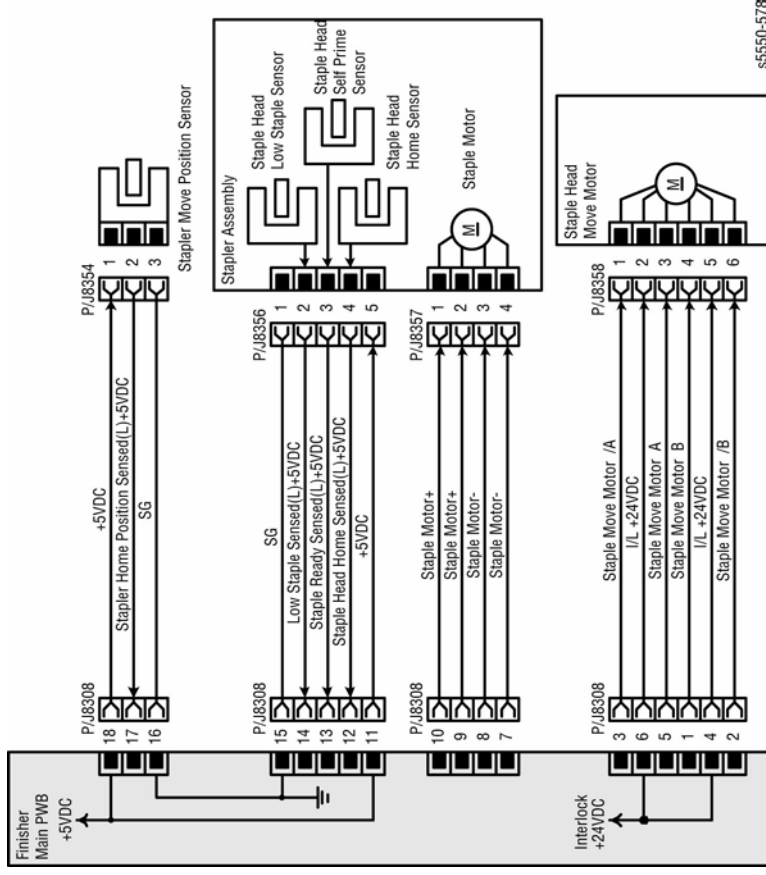 Finisher
Main PWB
+5VDC
P/J8308
18
17
16
+5VDC
Stapler Home Position Sensed(L)+5VDC
SG
P/J8354
1
2
3
Stapler Move Position Sensor
P/J8308
15
14
13
12
11
SG
Low Staple Sensed(L)+5VDC
Staple Ready Sensed(L)+5VDC
Staple Head Home Sensed(L)+5VDC
+5VDC
P/J8356
1
2
3
4
5
Stapler Assembly
Staple Head
Low Staple Sensor
Staple Head
Self Prime
Sensor
Staple Head
Home Sensor
P/J8308
10
9
8
7
Staple Motor+
Staple Motor+
Staple Motor-
Staple Motor-
P/J8357
1
2
3
4
Staple Motor
M
Interlock
+24VDC
P/J8308
3
6
5
1
4
2
Staple Move Motor /A
I/L +24VDC
Staple Move Motor A
Staple Move Motor B
I/L +24VDC
Staple Move Motor /B
P/J8358
1
2
3
4
5
6
Staple Head
Move Motor
M
s5550-578